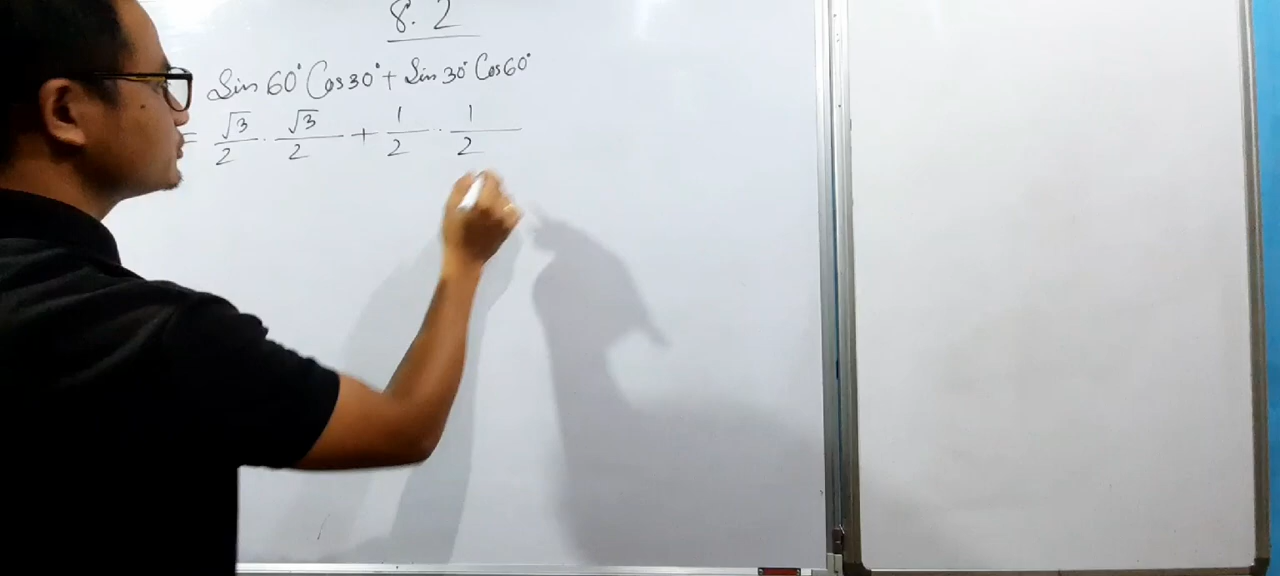 8.2
Sin 60° Cos 30° + Sin 30° Cos 60°
= √3/2 · √3/2 + 1/2 · 1/2